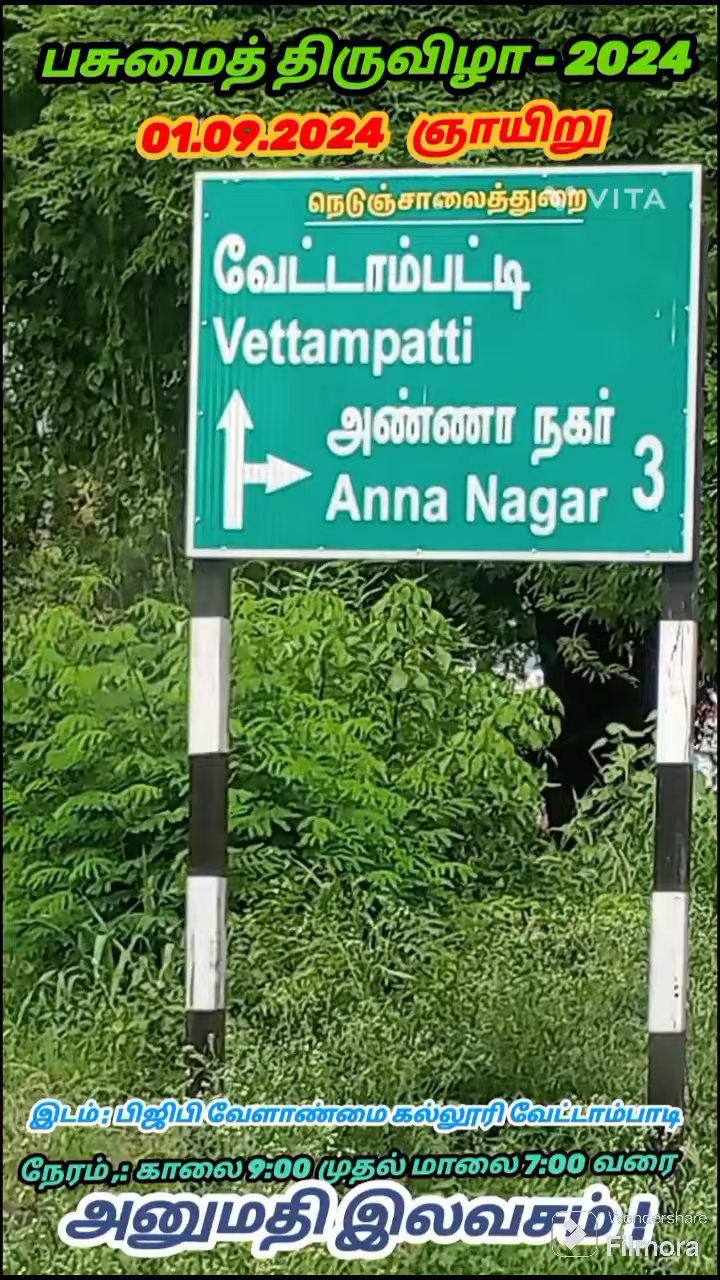 பசுமைத் திருவிழா - 2024
01.09.2024 ஞாயிறு
நெடுஞ்சாலைத்துறை
VITA
வேட்டாம்பட்டி
Vettampatti
அண்ணா நகர்
Anna Nagar 3
இடம் : பிஜிபி வேளாண்மை கல்லூரி வேட்டாம்பாடி
நேரம் ,: காலை 9:00 முதல் மாலை 7:00 வரை
அனுமதி இலவசம் !
Wondershare
Filmora